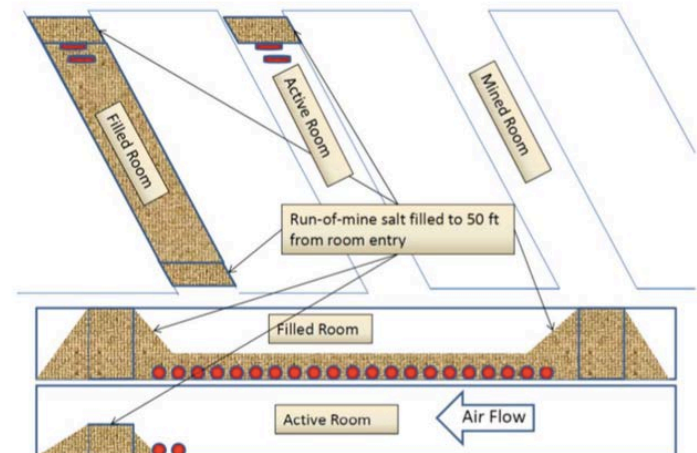 Filled Room
Active Room
Mined Room
Run-of-mine salt filled to 50 ft
from room entry
Filled Room
Active Room
Air Flow